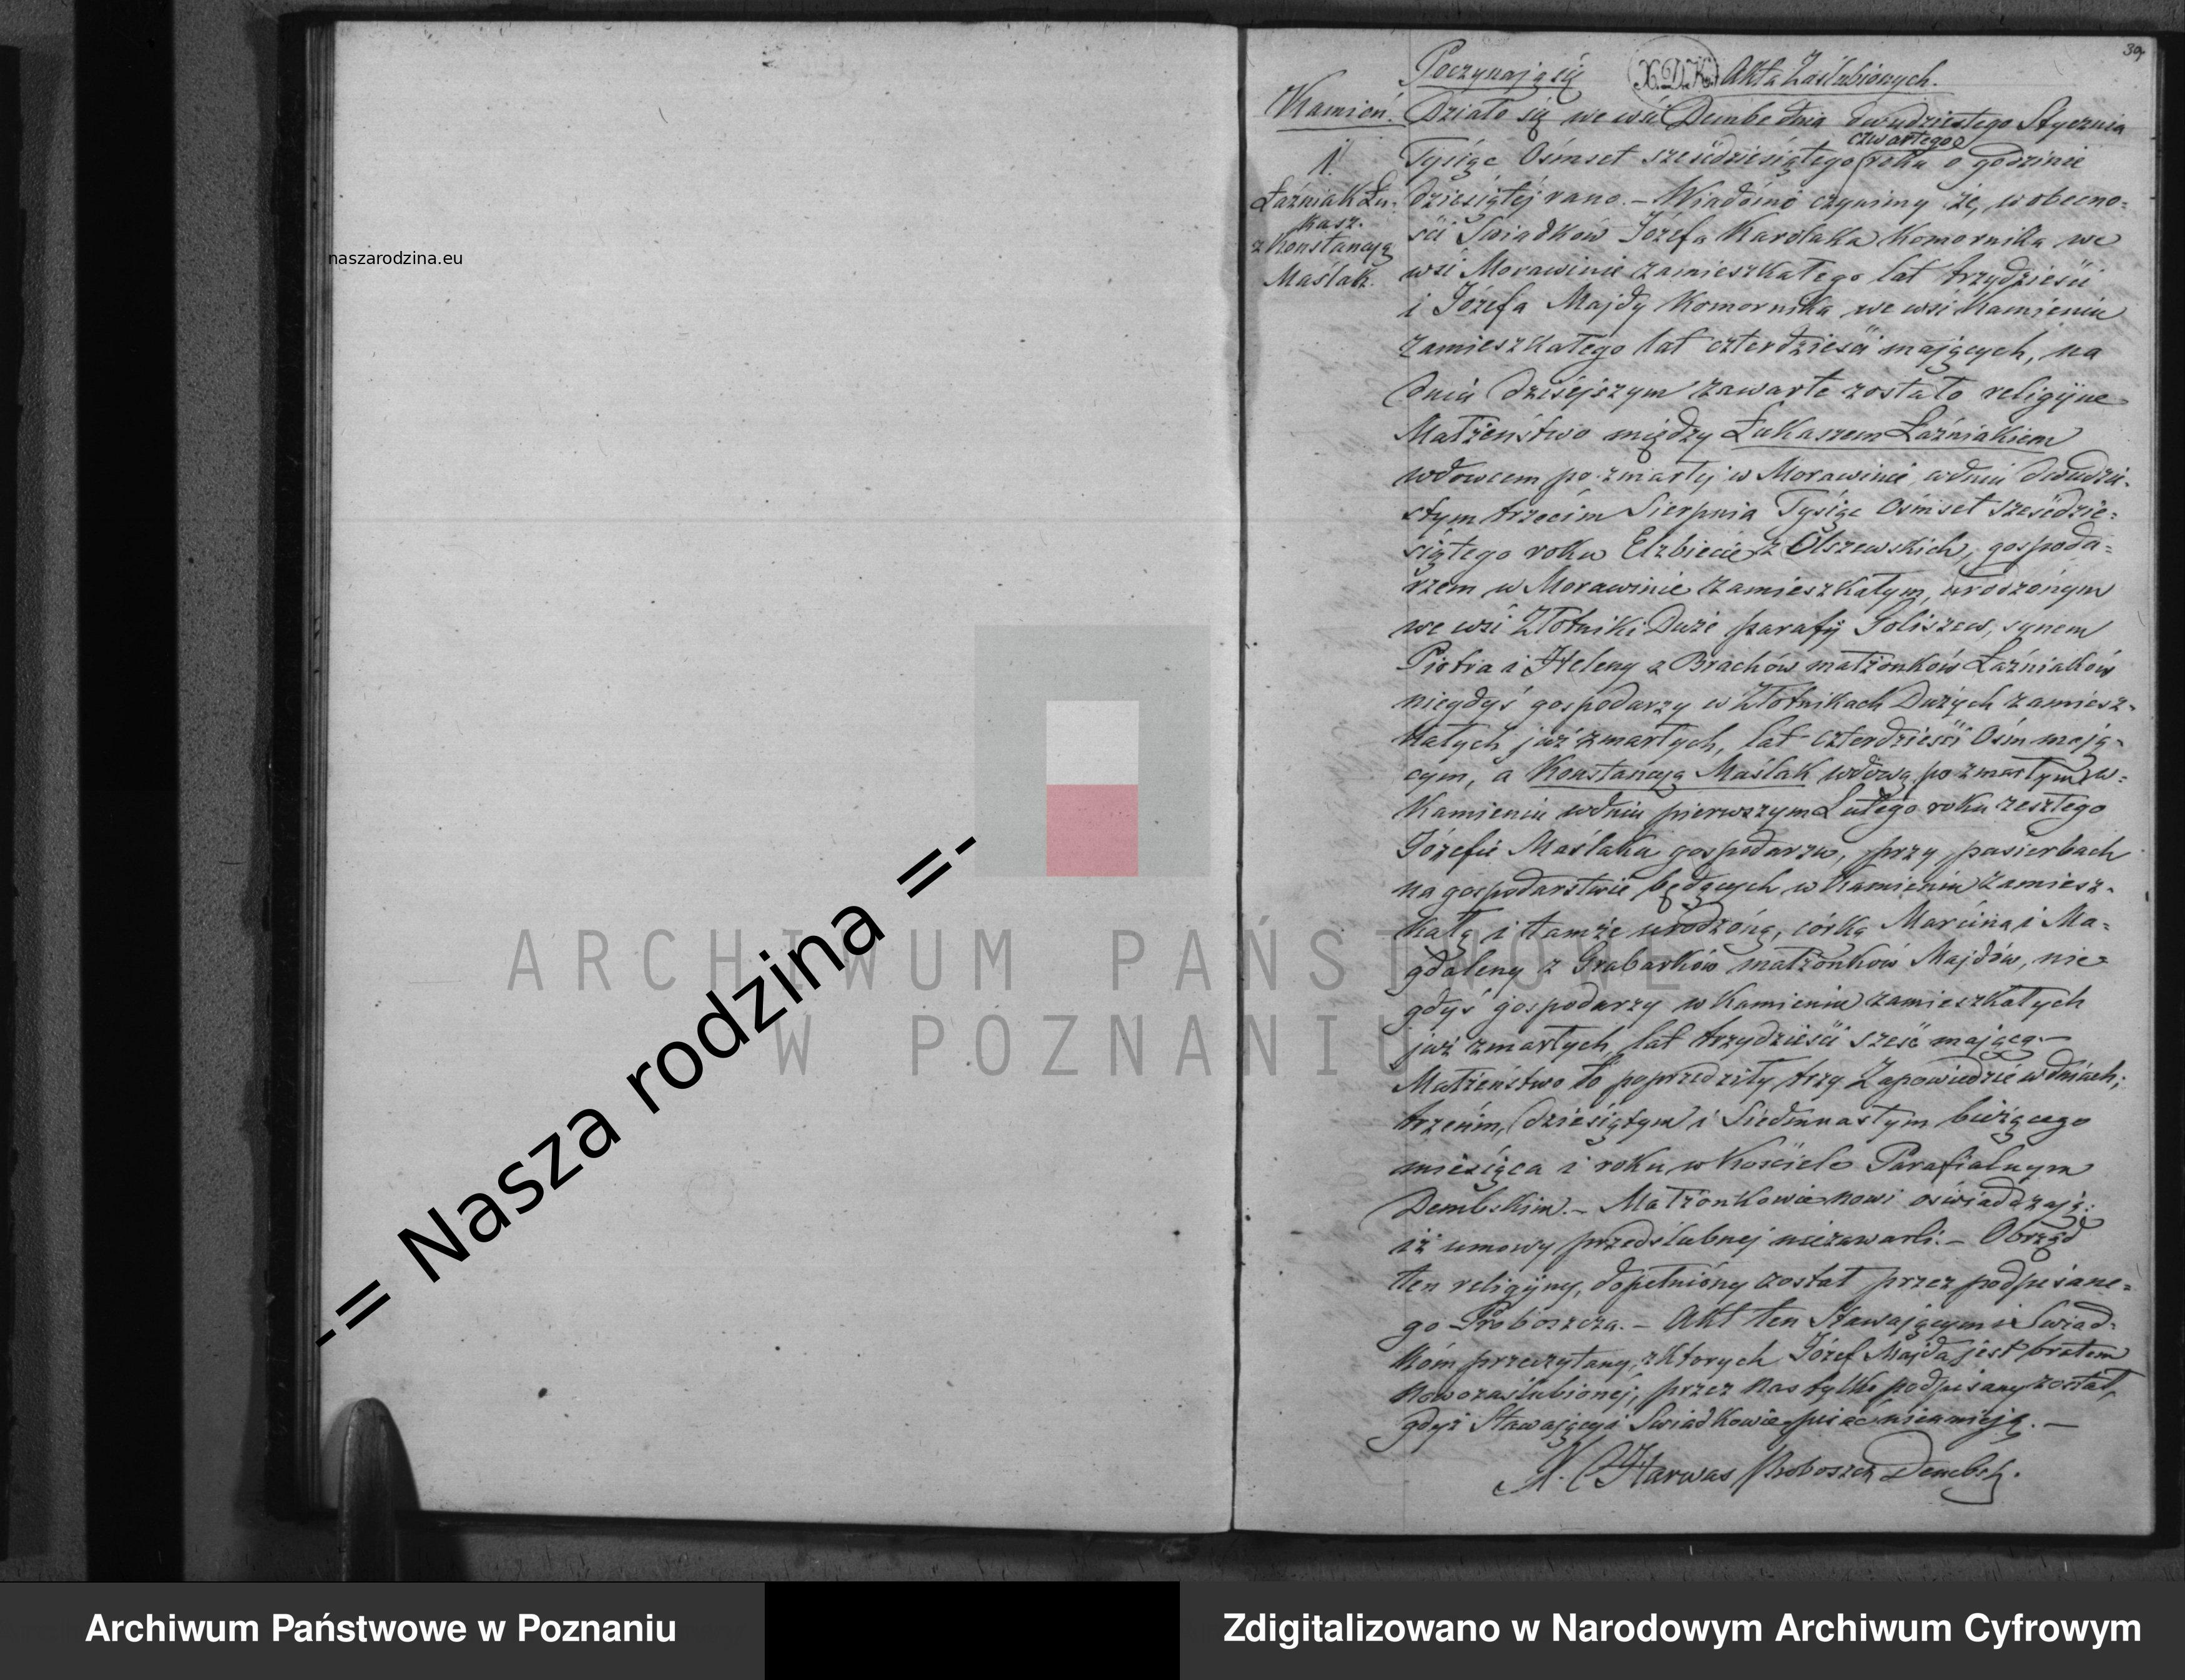 39
Poczynają się X.D.K. Akta Zaślubionych.
Kamień.
1.
Łaźniak Łu-
kasz.
z Konstancyą
Maślak.
Działo się we wsi Dembe dnia dwudziestego Stycznia
czwartego
Tysiąc Ośmset sześćdziesiątego roku o godzinie
dziesiątej rano. – Wiadomo czynimy że, w obecno-
ści Świadków Józefa Karolaka Komornika we
wsi Morawinie zamieszkałego lat trzydzieści
i Józefa Majdy Komornika we wsi Kamieniu
zamieszkałego lat czterdzieści mających, na
dniu dzisiejszym zawarte zostało religijne
Małżeństwo między Łukaszem Łaźniakiem
wdowcem po zmarłej w Morawinie w dniu dwudzie-
stym trzecim Sierpnia Tysiąc Ośmset sześćdzie-
siątego roku Elżbiecie z Olszewskich, gospoda-
rzem w Morawinie zamieszkałym, urodzonym
we wsi Złotniki Duże parafij Goliszew, synem
Piotra i Heleny z Brachów małżonków Łaźniaków
niegdyś gospodarzy w Złotnikach Dużych zamiesz-
kałych już zmarłych, lat czterdzieści Ośm mają-
cym, a Konstancyą Maślak wdową po zmarłym w
Kamieniu w dniu pierwszym Lutego roku zeszłego
Józefie Maślaku gospodarzu, przy pasierbach
na gospodarstwie będących w Kamieniu zamiesz-
kałą i tamże urodzoną, córką Marcina i Ma-
gdaleny z Grabarków małżonków Majdów, nie-
gdyś gospodarzy w Kamieniu zamieszkałych
już zmarłych, lat trzydzieści sześć mającą. –
Małżeństwo to poprzedziły trzy Zapowiedzie w dniach;
trzecim, dziesiątym i Siedmnastym bieżącego
miesiąca i roku w Kościele Parafialnym
Dembskim. – Małżonkowie nowi oświadczają:
iż umowy przedślubnej niezawarli. – Obrząd
ten religijny, dopełniony został przez podpisane-
go Proboszcza. – Akt ten Stawającym i Świad-
kom przeczytany, z których Józef Majda jest bratem
nowozaślubionej, przez Nas tylko podpisany został,
gdyż Stawający i Świadkowie pisać nieumieją. –
X. Harwas Proboszcz Dembsk.
naszarodzina.eu
-= Nasza rodzina =-
ARCHIWUM PAŃSTWOWE
W POZNANIU
Archiwum Państwowe w Poznaniu
Zdigitalizowano w Narodowym Archiwum Cyfrowym